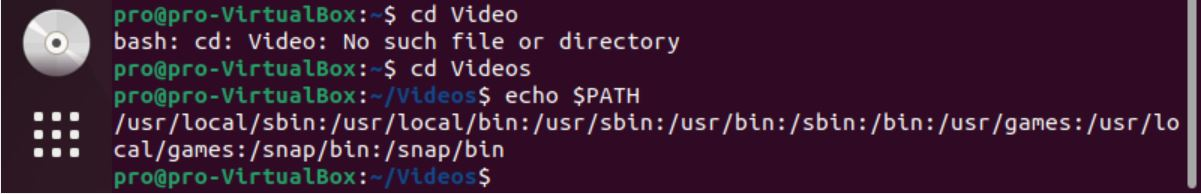 pro@pro-VirtualBox:~$ cd Video
bash: cd: Video: No such file or directory
pro@pro-VirtualBox:~$ cd Videos
pro@pro-VirtualBox:~/Videos$ echo $PATH
/usr/local/sbin:/usr/local/bin:/usr/sbin:/usr/bin:/sbin:/bin:/usr/games:/usr/lo
cal/games:/snap/bin:/snap/bin
pro@pro-VirtualBox:~/Videos$